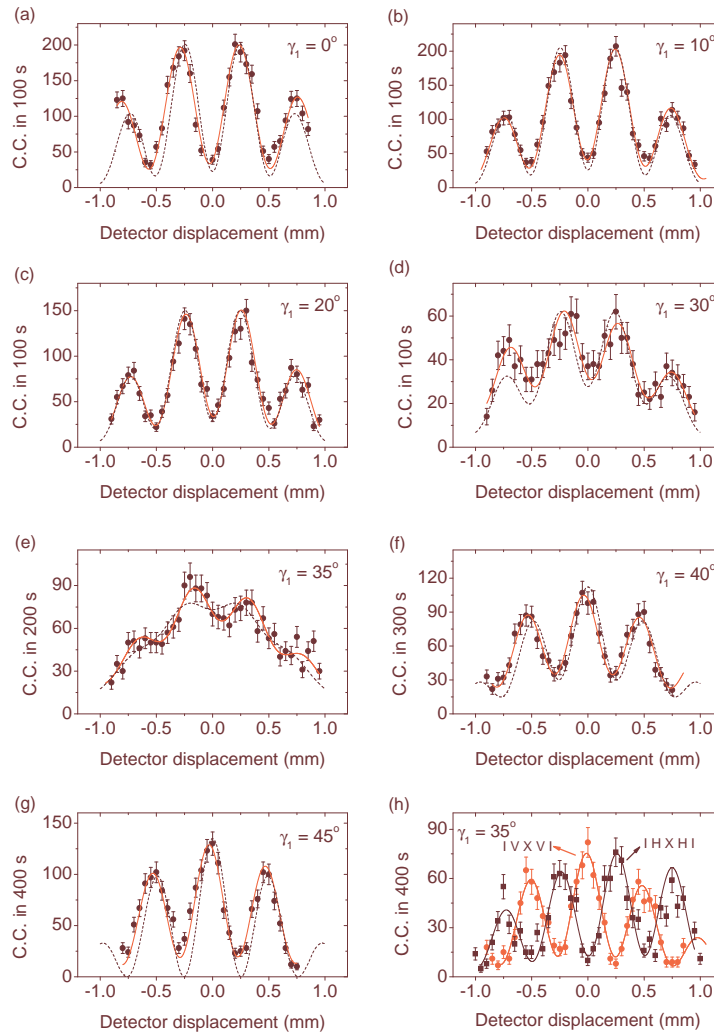 (a)
γ₁ = 0°
C.C. in 100 s
200
150
100
50
0
-1.0 -0.5 0.0 0.5 1.0
Detector displacement (mm)
(b)
γ₁ = 10°
C.C. in 100 s
200
150
100
50
0
-1.0 -0.5 0.0 0.5 1.0
Detector displacement (mm)
(c)
γ₁ = 20°
C.C. in 100 s
150
100
50
0
-1.0 -0.5 0.0 0.5 1.0
Detector displacement (mm)
(d)
γ₁ = 30°
C.C. in 100 s
60
40
20
0
-1.0 -0.5 0.0 0.5 1.0
Detector displacement (mm)
(e)
γ₁ = 35°
C.C. in 200 s
90
60
30
0
-1.0 -0.5 0.0 0.5 1.0
Detector displacement (mm)
(f)
γ₁ = 40°
C.C. in 300 s
120
90
60
30
0
-1.0 -0.5 0.0 0.5 1.0
Detector displacement (mm)
(g)
γ₁ = 45°
C.C. in 400 s
150
100
50
0
-1.0 -0.5 0.0 0.5 1.0
Detector displacement (mm)
(h)
γ₁ = 35°
I V X V I
I H X H I
C.C. in 400 s
90
60
30
0
-1.0 -0.5 0.0 0.5 1.0
Detector displacement (mm)